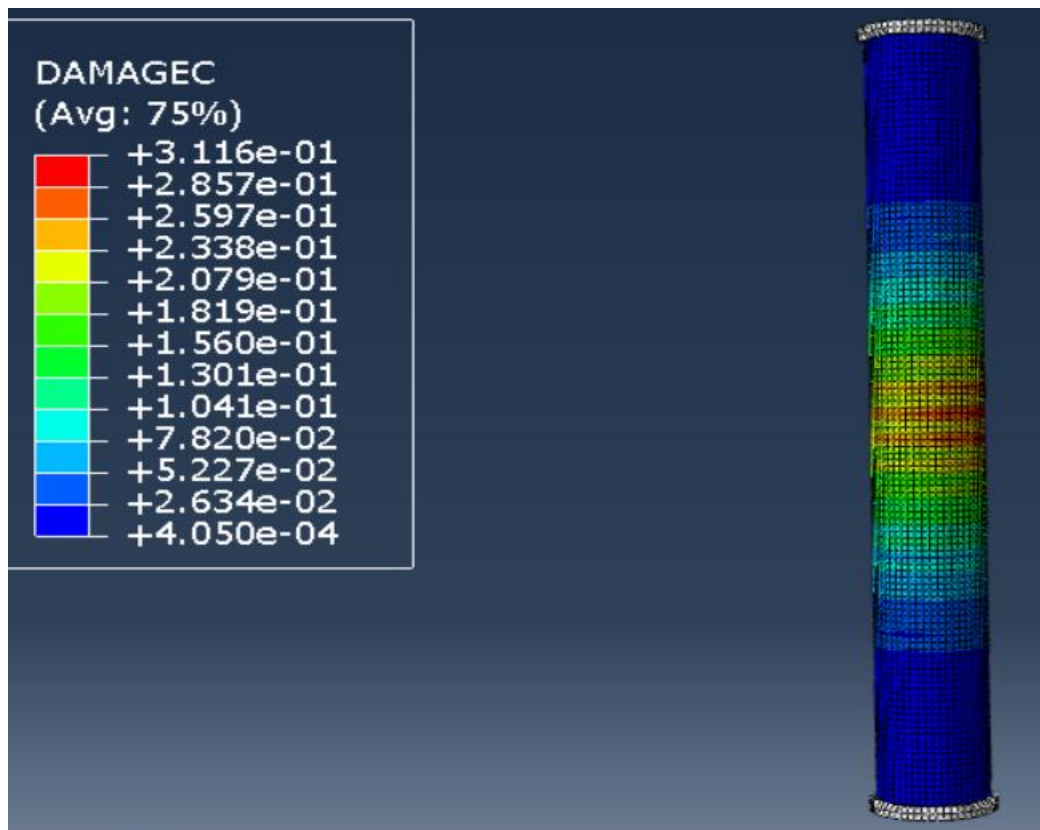 DAMAGEC
(Avg: 75%)
+3.116e-01
+2.857e-01
+2.597e-01
+2.338e-01
+2.079e-01
+1.819e-01
+1.560e-01
+1.301e-01
+1.041e-01
+7.820e-02
+5.227e-02
+2.634e-02
+4.050e-04